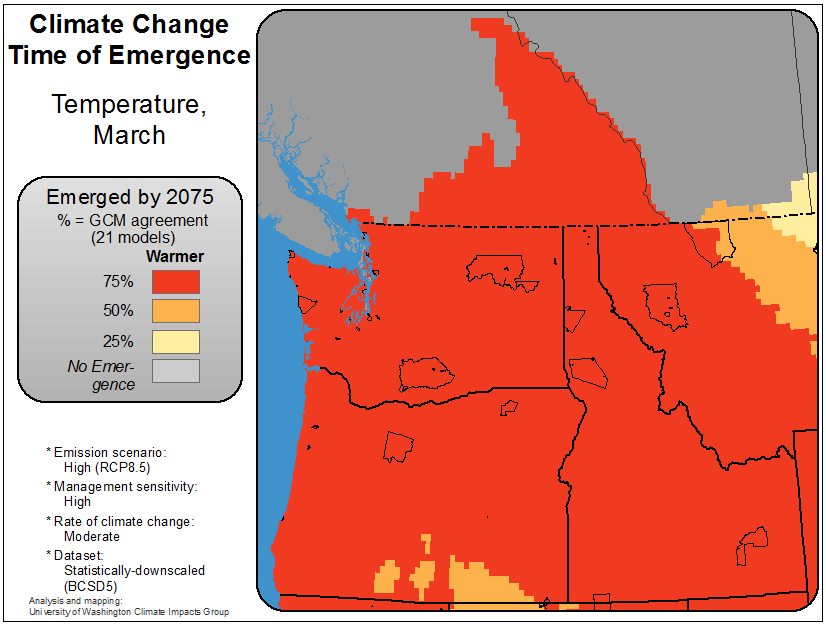 Climate Change
Time of Emergence
Temperature,
March
Emerged by 2075
% = GCM agreement
(21 models)
Warmer
75%
50%
25%
No Emer-
gence
* Emission scenario:
High (RCP8.5)
* Management sensitivity:
High
* Rate of climate change:
Moderate
* Dataset:
Statistically-downscaled
(BCSD5)
Analysis and mapping:
University of Washington Climate Impacts Group